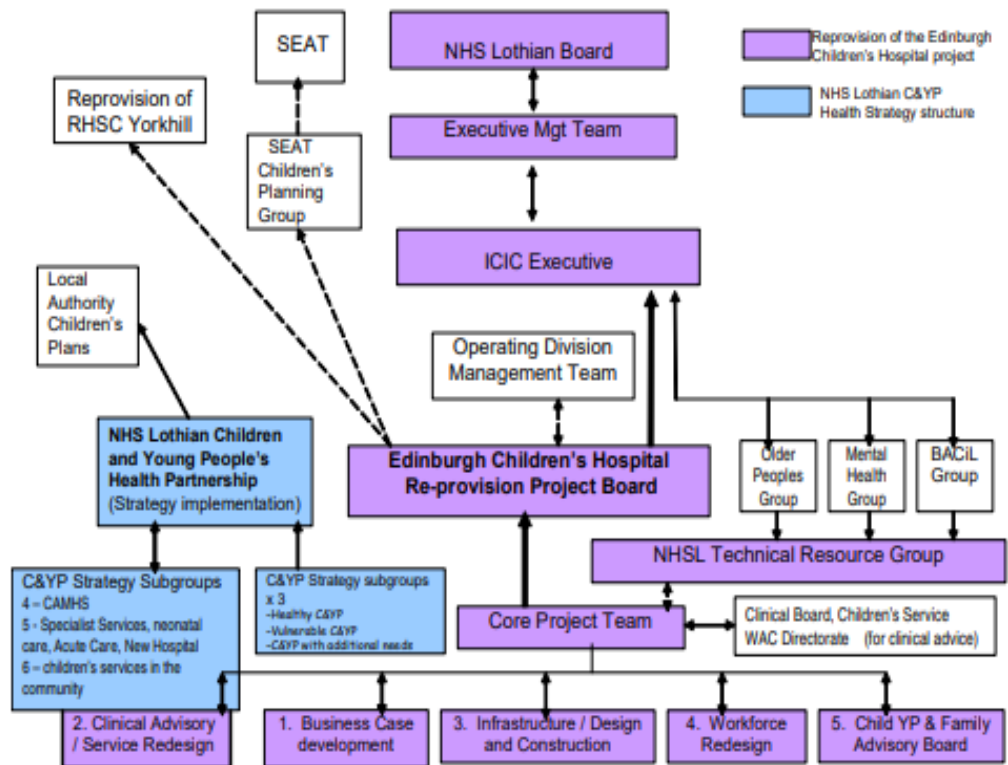 SEAT
NHS Lothian Board
Reprovision of the Edinburgh
Children's Hospital project
NHS Lothian C&YP
Health Strategy structure
Reprovision of
RHSC Yorkhill
Executive Mgt Team
SEAT
Children's
Planning
Group
ICIC Executive
Local
Authority
Children's
Plans
Operating Division
Management Team
NHS Lothian Children
and Young People's
Health Partnership
(Strategy implementation)
Edinburgh Children's Hospital
Re-provision Project Board
Older
Peoples
Group
Mental
Health
Group
BACiL
Group
NHSL Technical Resource Group
C&YP Strategy Subgroups
4 – CAMHS
5 - Specialist Services, neonatal
care, Acute Care, New Hospital
6 – children's services in the
community
C&YP Strategy subgroups
x 3
-Healthy C&YP
-Vulnerable C&YP
-C&YP with additional needs
Core Project Team
Clinical Board, Children's Service
WAC Directorate (for clinical advice)
2. Clinical Advisory
/ Service Redesign
1. Business Case
development
3. Infrastructure / Design
and Construction
4. Workforce
Redesign
5. Child YP & Family
Advisory Board